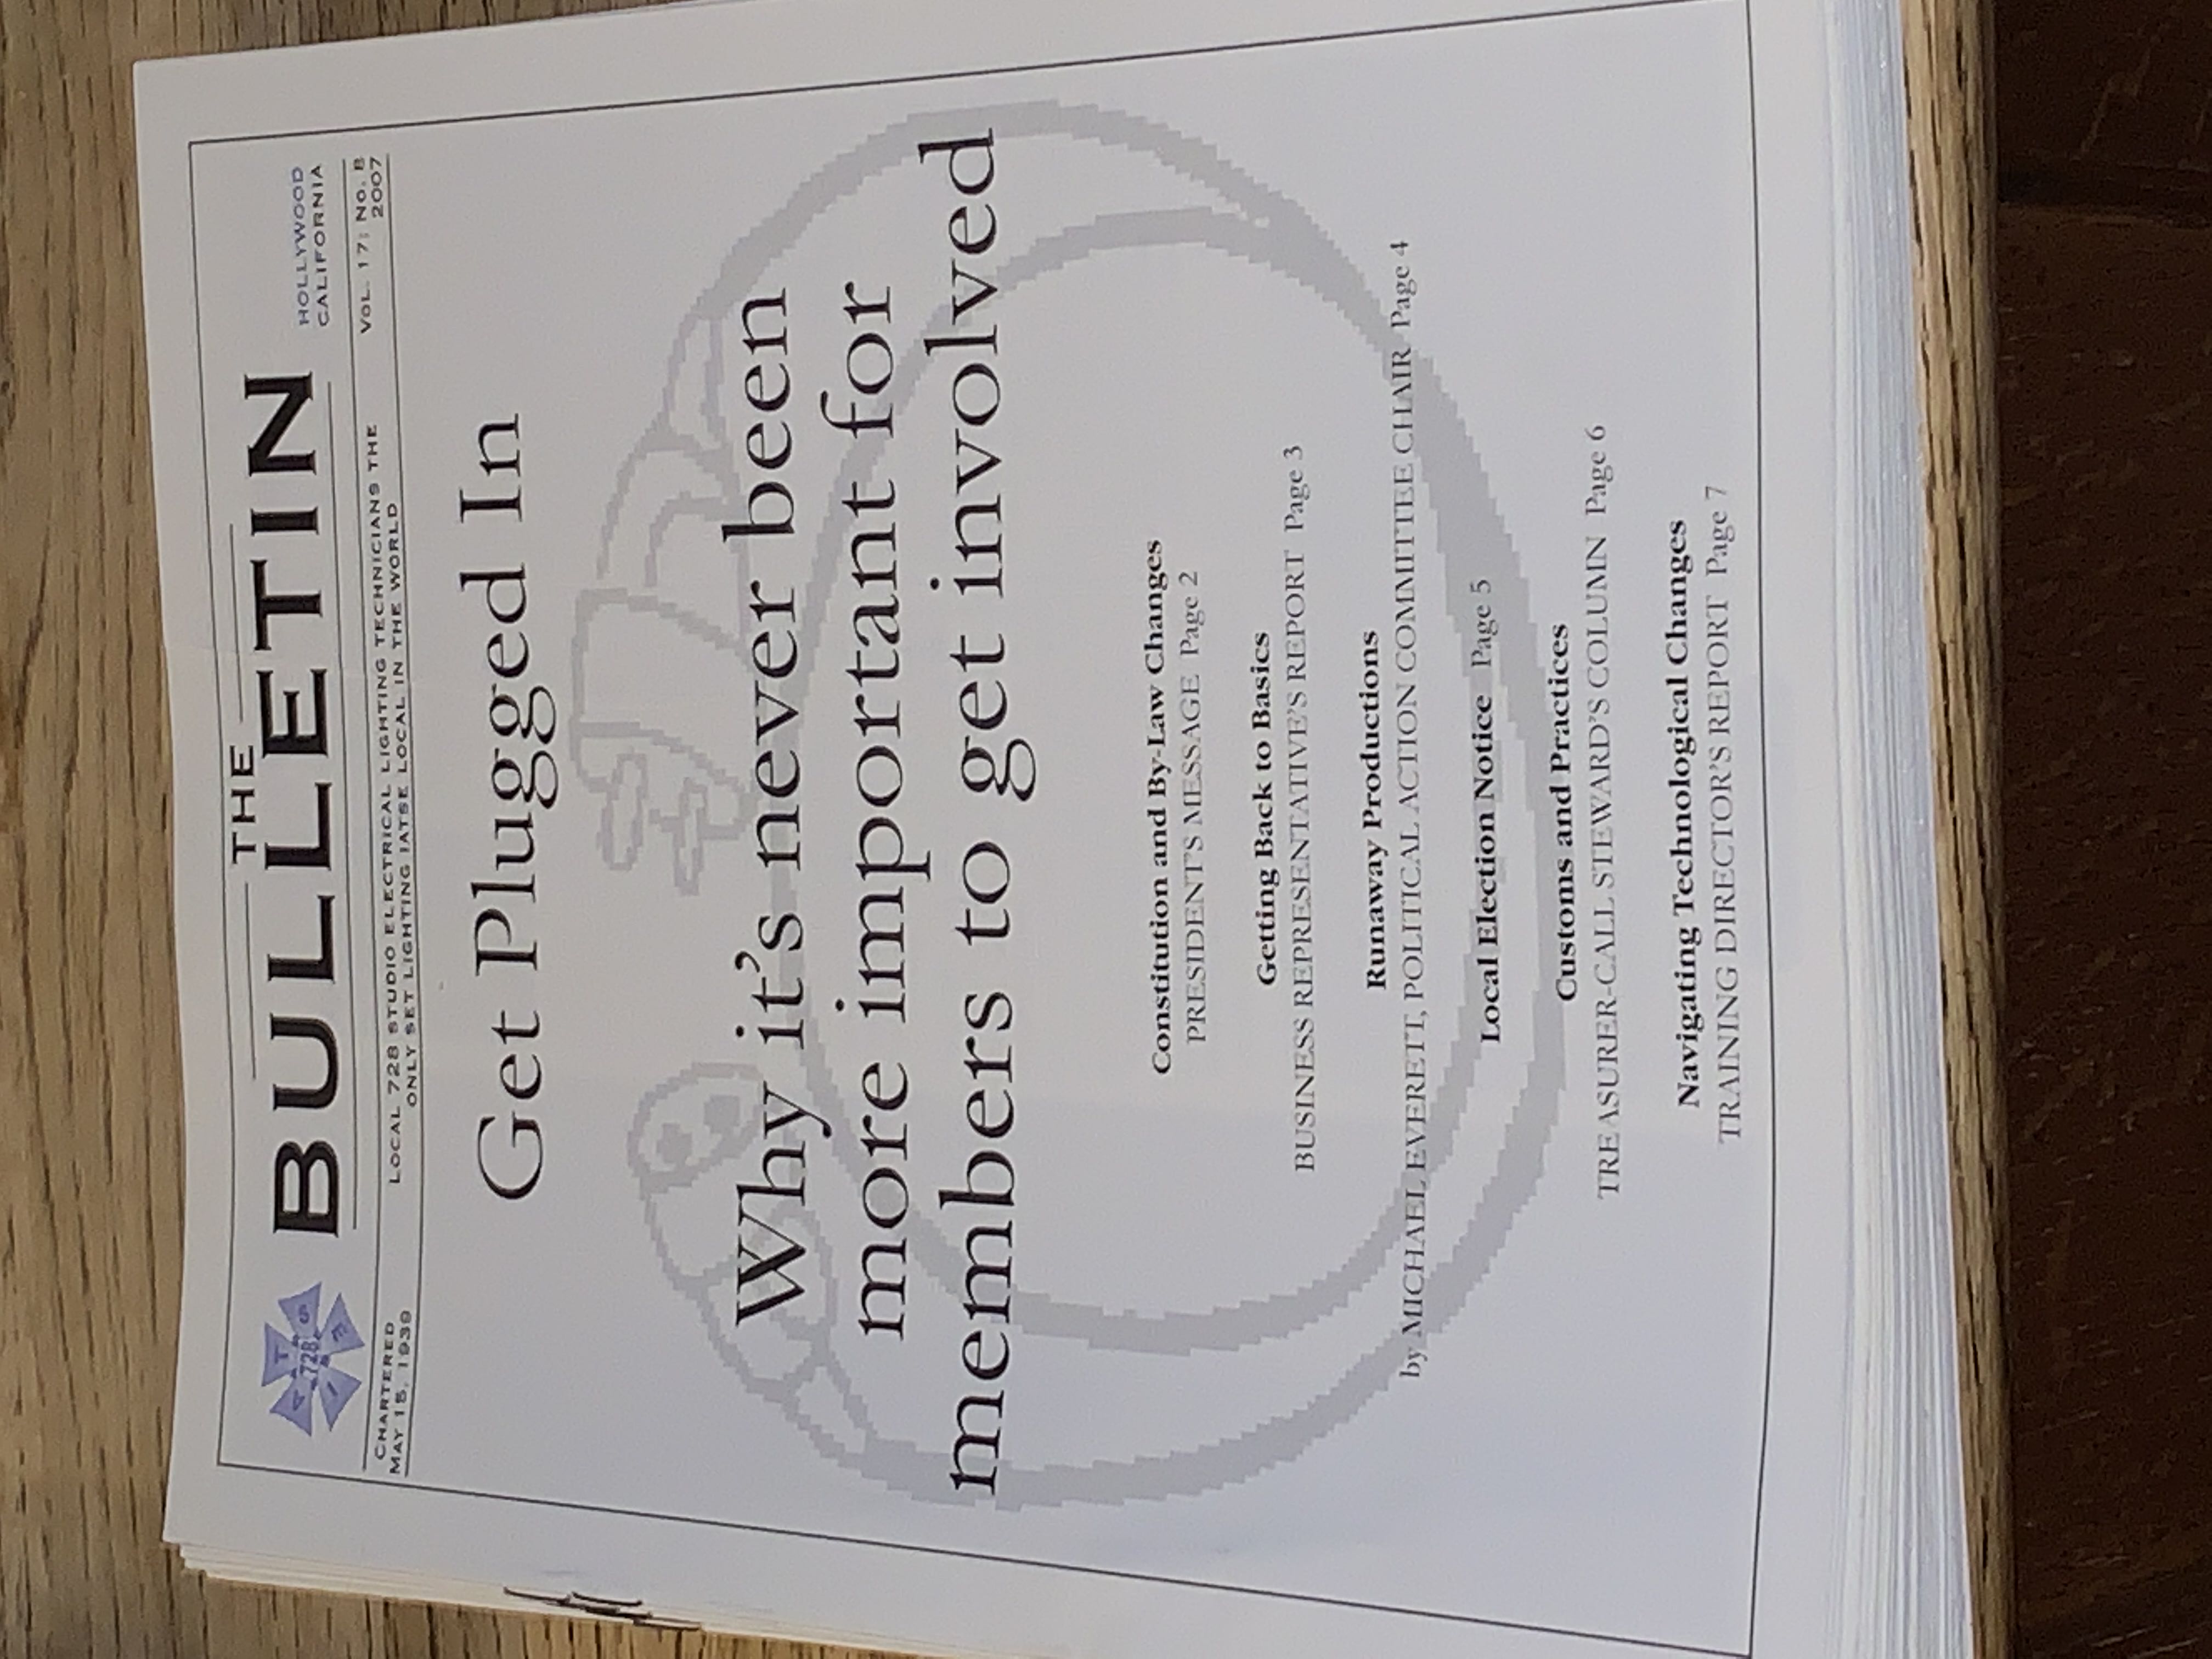 THE
BULLETIN
HOLLYWOOD
CALIFORNIA
I A T S E
728
CHARTERED
MAY 15, 1939
LOCAL 728 STUDIO ELECTRICAL LIGHTING TECHNICIANS THE
ONLY SET LIGHTING IATSE LOCAL IN THE WORLD
VOL. 17; NO. 8
2007
Get Plugged In
Why it's never been
more important for
members to get involved
Constitution and By-Law Changes
PRESIDENT'S MESSAGE Page 2
Getting Back to Basics
BUSINESS REPRESENTATIVE'S REPORT Page 3
Runaway Productions
by MICHAEL EVERETT, POLITICAL ACTION COMMITTEE CHAIR Page 4
Local Election Notice Page 5
Customs and Practices
TREASURER-CALL STEWARD'S COLUMN Page 6
Navigating Technological Changes
TRAINING DIRECTOR'S REPORT Page 7